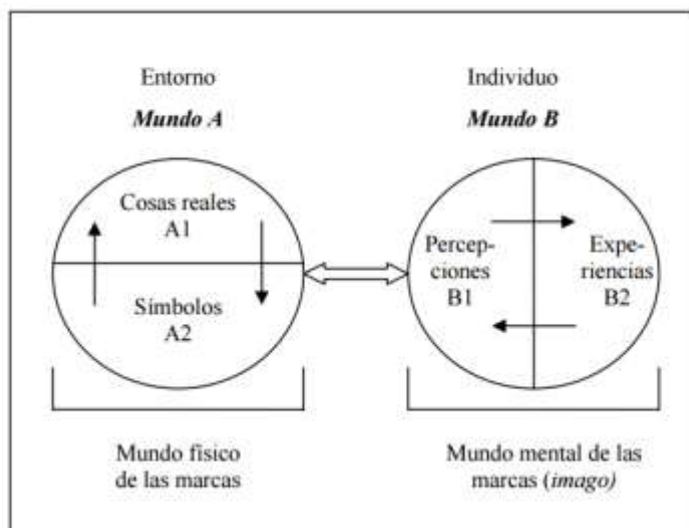 Entorno
Mundo A
Cosas reales
A1
Símbolos
A2
Mundo físico
de las marcas
Individuo
Mundo B
Percep-
ciones
B1
Expe-
riencias
B2
Mundo mental de las
marcas (imago)